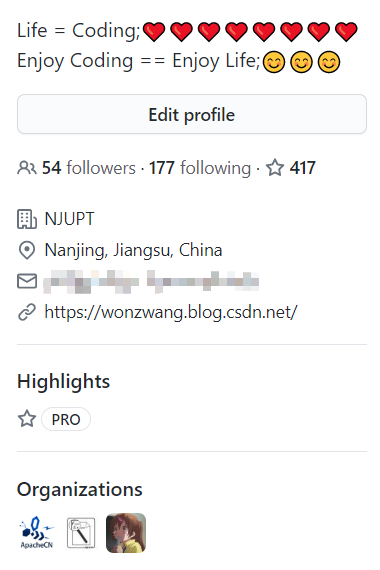 Life = Coding;❤️❤️❤️❤️❤️❤️❤️❤️
Enjoy Coding == Enjoy Life;😊😊😊
Edit profile
54 followers · 177 following · 417
NJUPT
Nanjing, Jiangsu, China
https://wonzwang.blog.csdn.net/
Highlights
PRO
Organizations
ApacheCN